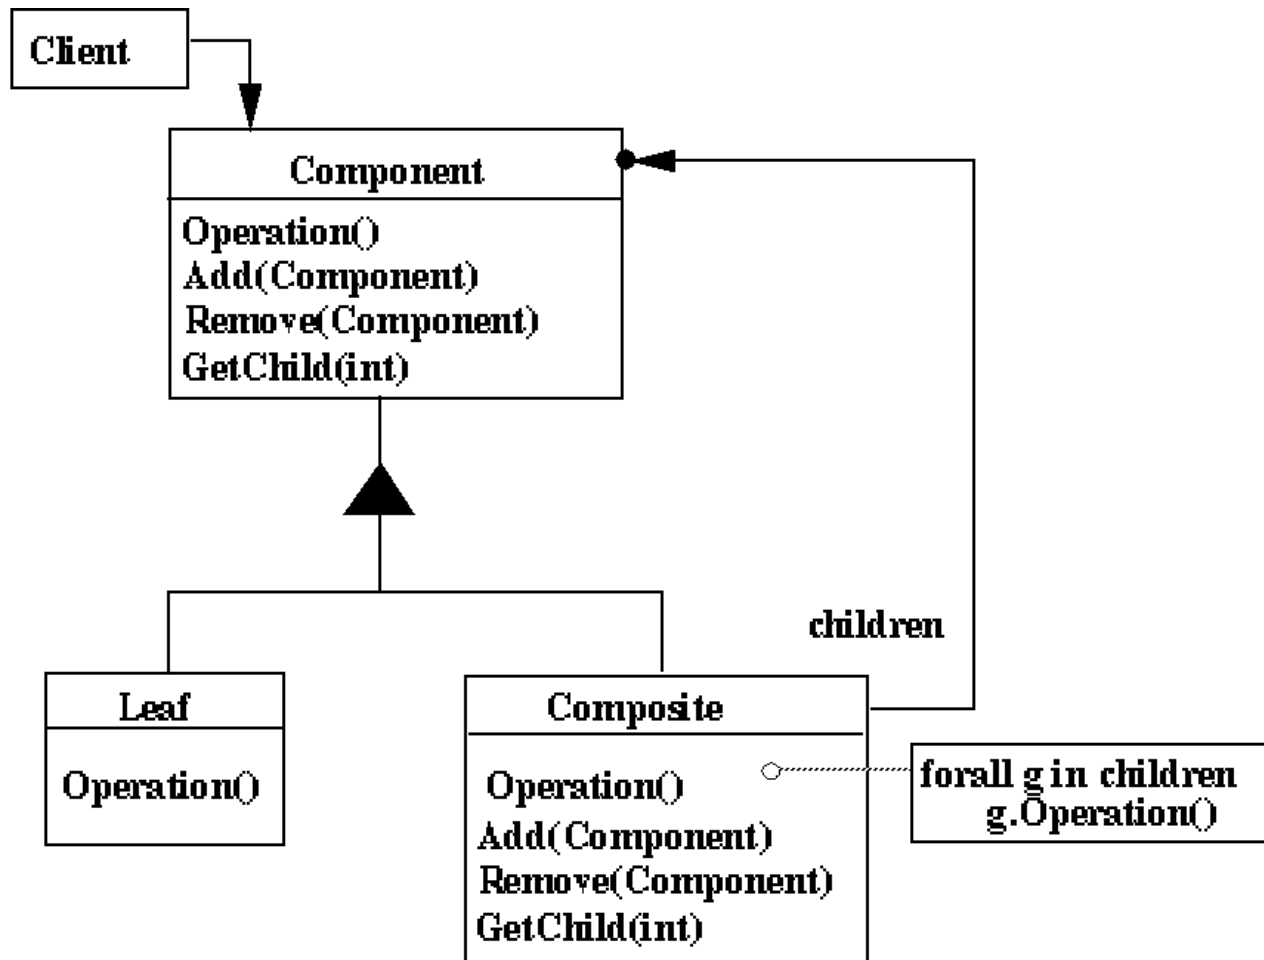 Client
Component
Operation()
Add(Component)
Remove(Component)
GetChild(int)
children
Leaf
Operation()
Composite
Operation()
Add(Component)
Remove(Component)
GetChild(int)
forall g in children
g.Operation()